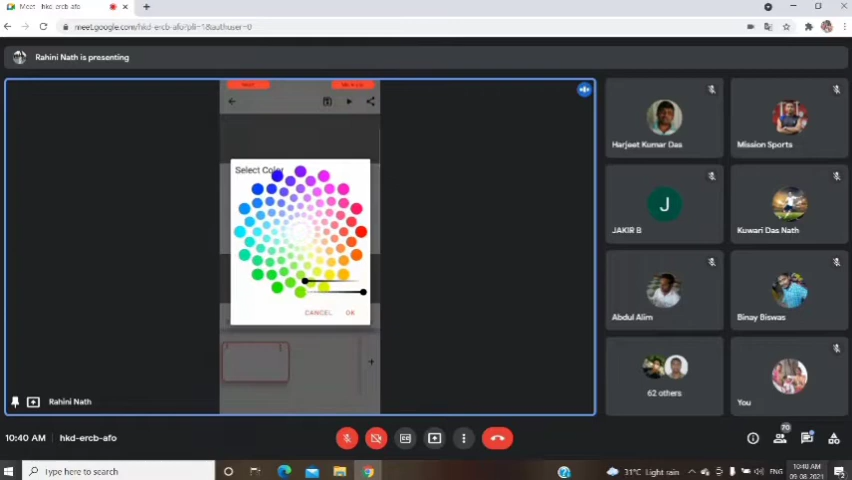 Meet - hkd-ercb-afo
meet.google.com/hkd-ercb-afo?pli=1&authuser=0
Rahini Nath is presenting
Select Color
CANCEL OK
Rahini Nath
Harjeet Kumar Das
Mission Sports
J
JAKIR B
Kuwari Das Nath
Abdul Alim
Binay Biswas
62 others
You
10:40 AM hkd-ercb-afo
70
Type here to search
31°C Light rain
ENG
10:40 AM
09-08-2021
2